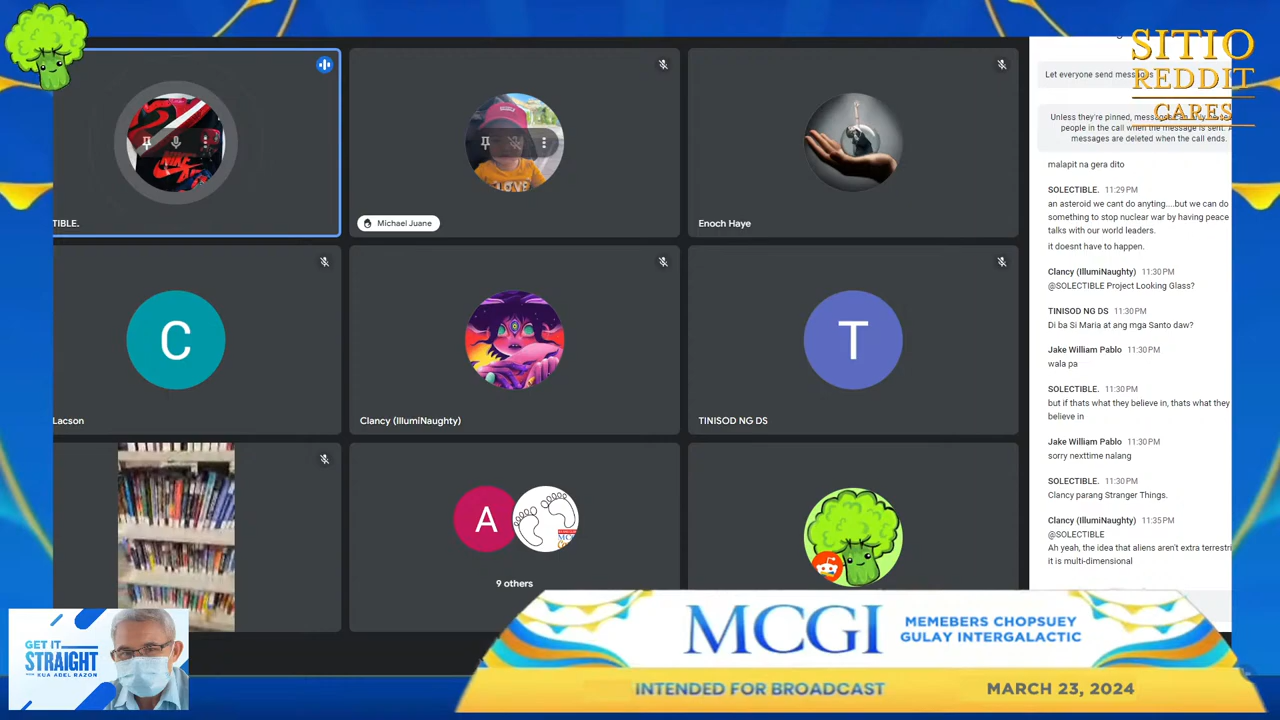 SITIO
REDDIT
CARES
TIBLE.
Michael Juane
Enoch Haye
Lacson
Clancy (IllumiNaughty)
TINISOD NG DS
C
T
A
9 others
Let everyone send messages
Unless they're pinned, messages can only be
people in the call when the message is sent.
messages are deleted when the call ends.
malapit na gera dito
SOLECTIBLE. 11:29 PM
an asteroid we cant do anyting....but we can do
something to stop nuclear war by having peace
talks with our world leaders.
it doesnt have to happen.
Clancy (IllumiNaughty) 11:30 PM
@SOLECTIBLE Project Looking Glass?
TINISOD NG DS 11:30 PM
Di ba Si Maria at ang mga Santo daw?
Jake William Pablo 11:30 PM
wala pa
SOLECTIBLE. 11:30 PM
but if thats what they believe in, thats what they
believe in
Jake William Pablo 11:30 PM
sorry nexttime nalang
SOLECTIBLE. 11:30 PM
Clancy parang Stranger Things.
Clancy (IllumiNaughty) 11:35 PM
@SOLECTIBLE
Ah yeah, the idea that aliens aren't extra terrestri
it is multi-dimensional
GET IT
STRAIGHT
WITH KUA ADEL RAZON
MCGI
MEMEBERS CHOPSUEY
GULAY INTERGALACTIC
INTENDED FOR BROADCAST
MARCH 23, 2024